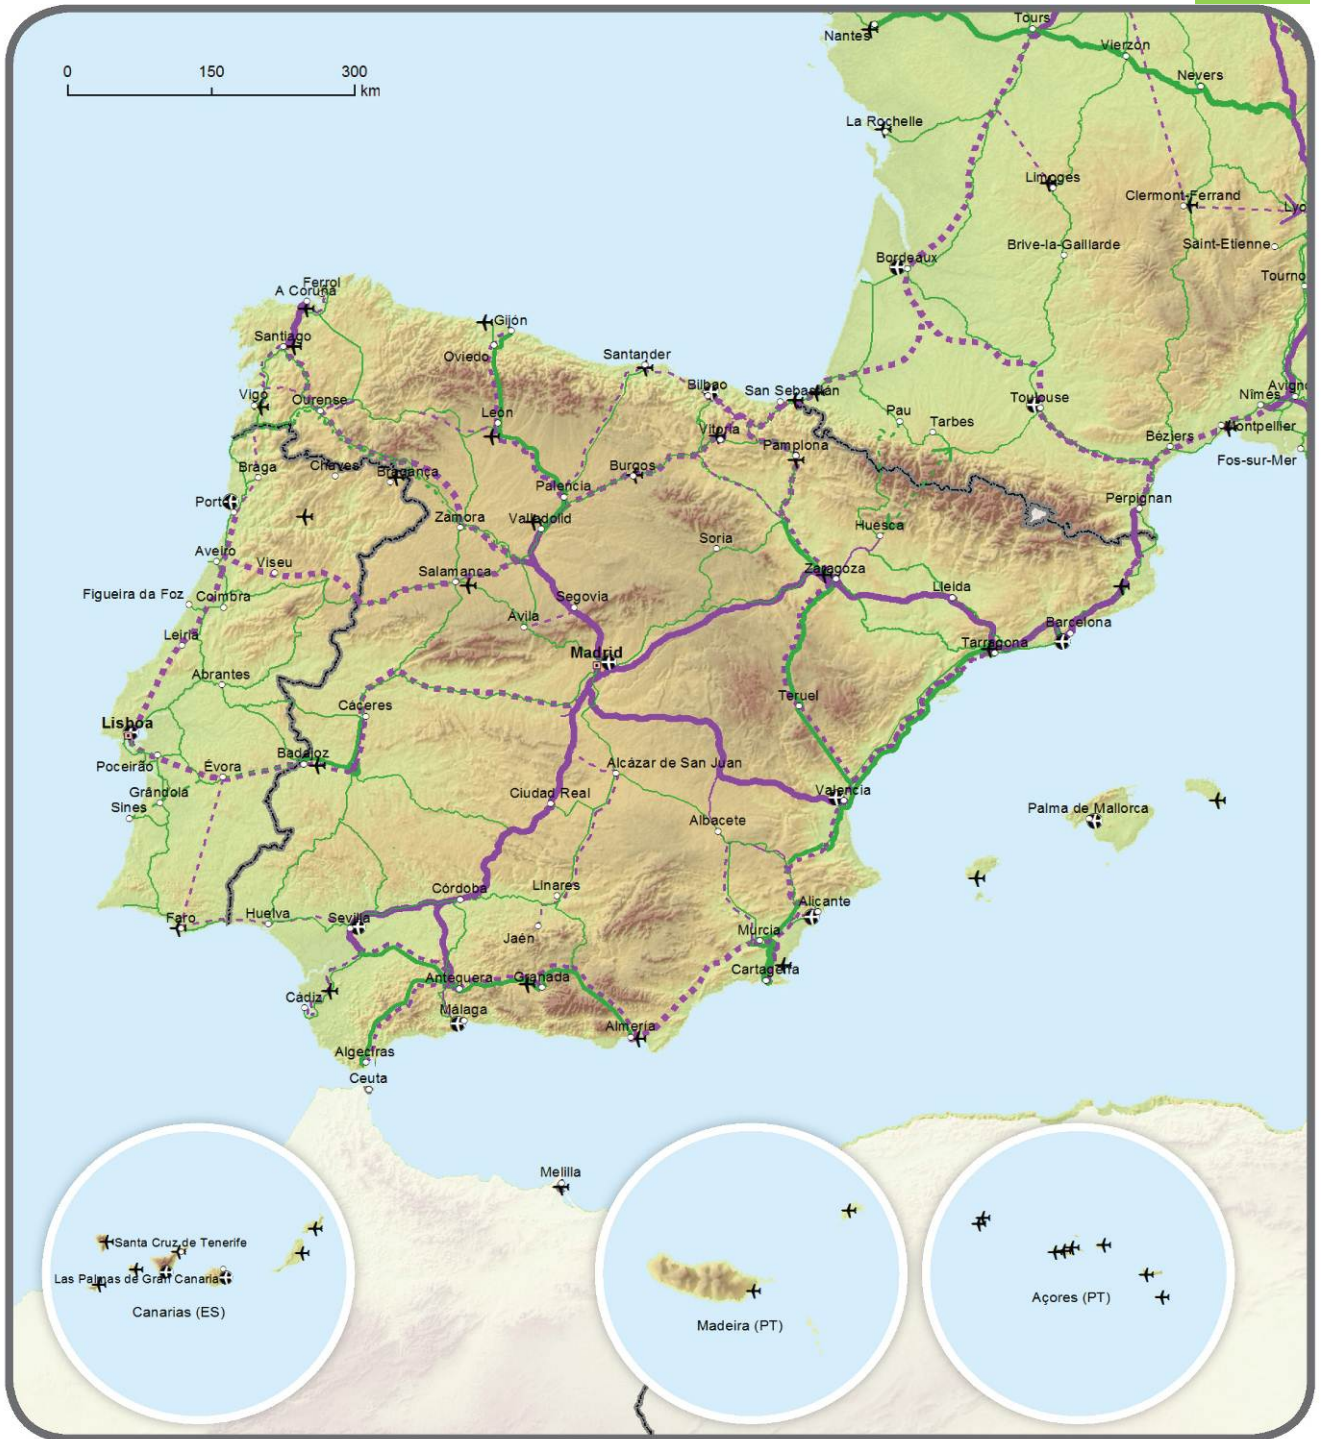 Tours
Nantes
Vierzon
Nevers
0 150 300
km
La Rochelle
Limoges
Clermont-Ferrand
Lyo
Brive-la-Gaillarde
Saint-Etienne
Bordeaux
Tourno
Ferrol
A Coruña
Gijón
Santiago
Oviedo
Santander
Bilbao
San Sebastián
Avigno
Nîmes
Vigo
Ourense
León
Vitoria
Pau
Toulouse
Tarbes
Montpellier
Béziers
Pamplona
Fos-sur-Mer
Braga
Chaves
Bragança
Burgos
Palencia
Perpignan
Porto
Zamora
Valladolid
Huesca
Soria
Aveiro
Viseu
Salamanca
Zaragoza
Lleida
Figueira da Foz
Coimbra
Segovia
Ávila
Barcelona
Leiria
Tarragona
Madrid
Abrantes
Teruel
Cáceres
Lisboa
Badajoz
Poceirão
Évora
Alcázar de San Juan
Grândola
Sines
Ciudad Real
Valencia
Palma de Mallorca
Albacete
Córdoba
Linares
Faro
Huelva
Sevilla
Alicante
Jaén
Murcia
Cartagena
Antequera
Granada
Cádiz
Málaga
Almería
Algeciras
Ceuta
Melilla
Santa Cruz de Tenerife
Las Palmas de Gran Canaria
Canarias (ES)
Madeira (PT)
Açores (PT)